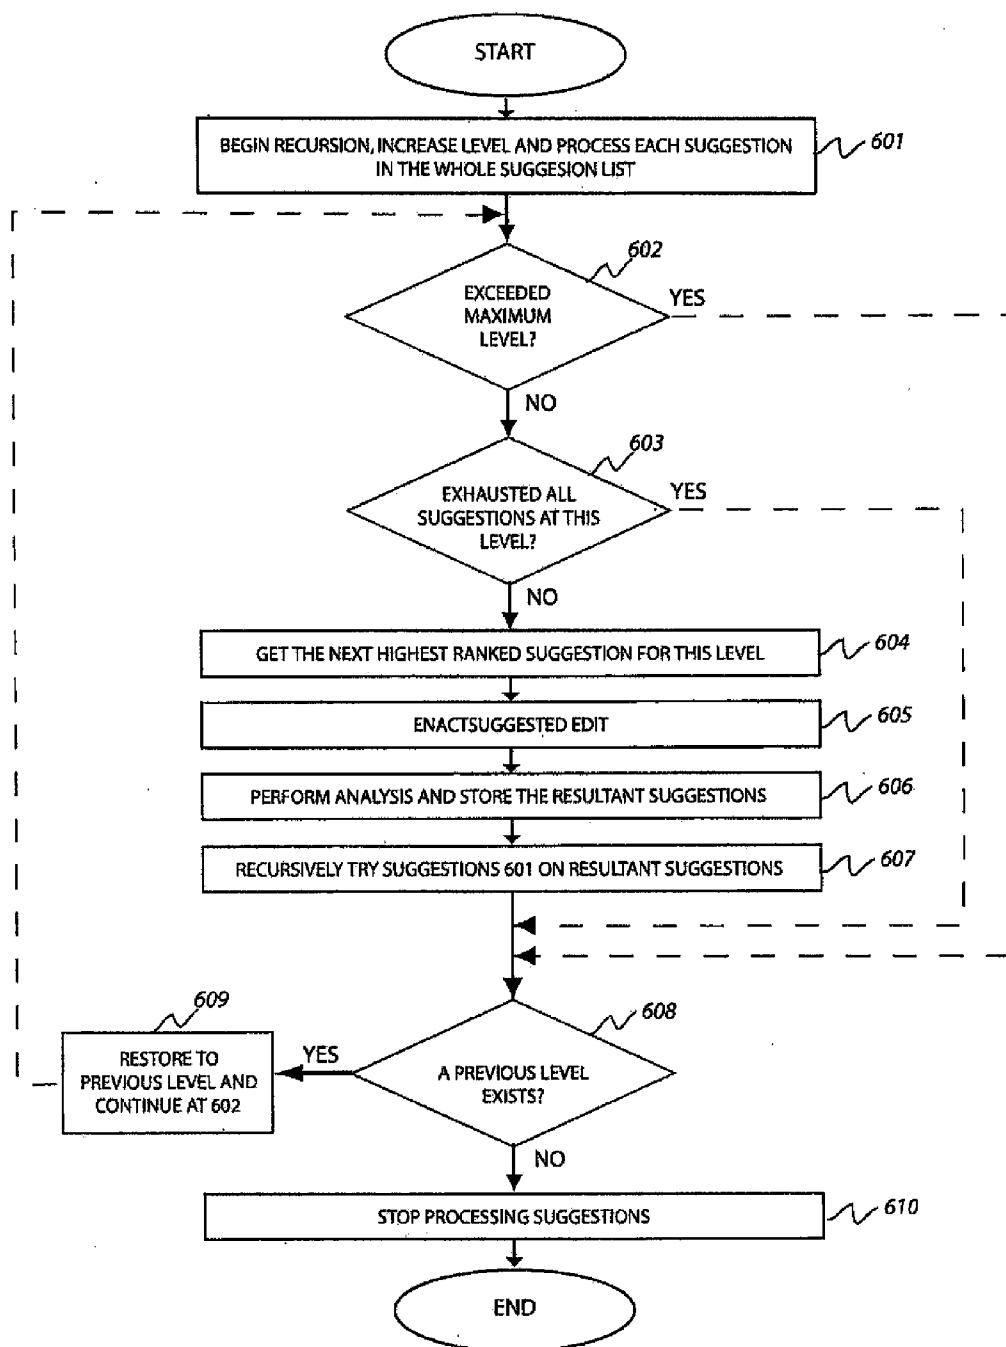 START
BEGIN RECURSION, INCREASE LEVEL AND PROCESS EACH SUGGESTION
IN THE WHOLE SUGGESION LIST
601
602
EXCEEDED
MAXIMUM
LEVEL?
YES
NO
603
EXHAUSTED ALL
SUGGESTIONS AT THIS
LEVEL?
YES
NO
GET THE NEXT HIGHEST RANKED SUGGESTION FOR THIS LEVEL
604
ENACTSUGGESTED EDIT
605
PERFORM ANALYSIS AND STORE THE RESULTANT SUGGESTIONS
606
RECURSIVELY TRY SUGGESTIONS 601 ON RESULTANT SUGGESTIONS
607
609
RESTORE TO
PREVIOUS LEVEL AND
CONTINUE AT 602
YES
608
A PREVIOUS LEVEL
EXISTS?
NO
STOP PROCESSING SUGGESTIONS
610
END